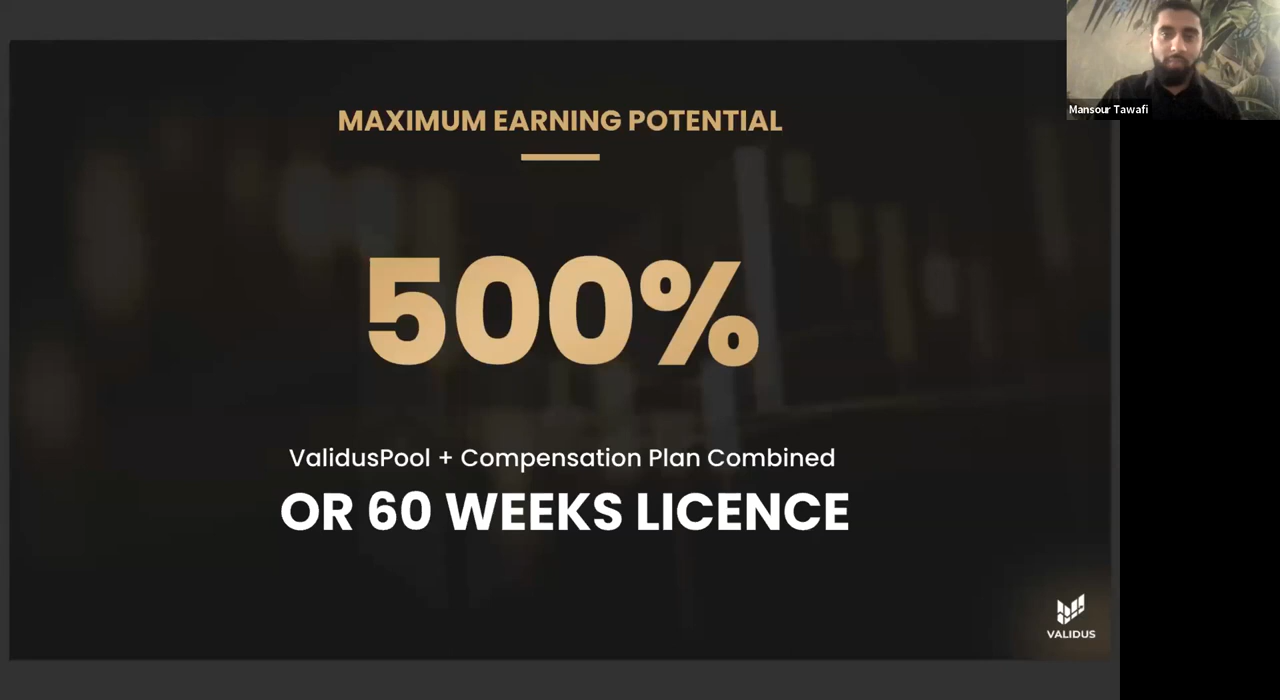 Mansour Tawafi
MAXIMUM EARNING POTENTIAL
500%
ValidusPool + Compensation Plan Combined
OR 60 WEEKS LICENCE
VALIDUS